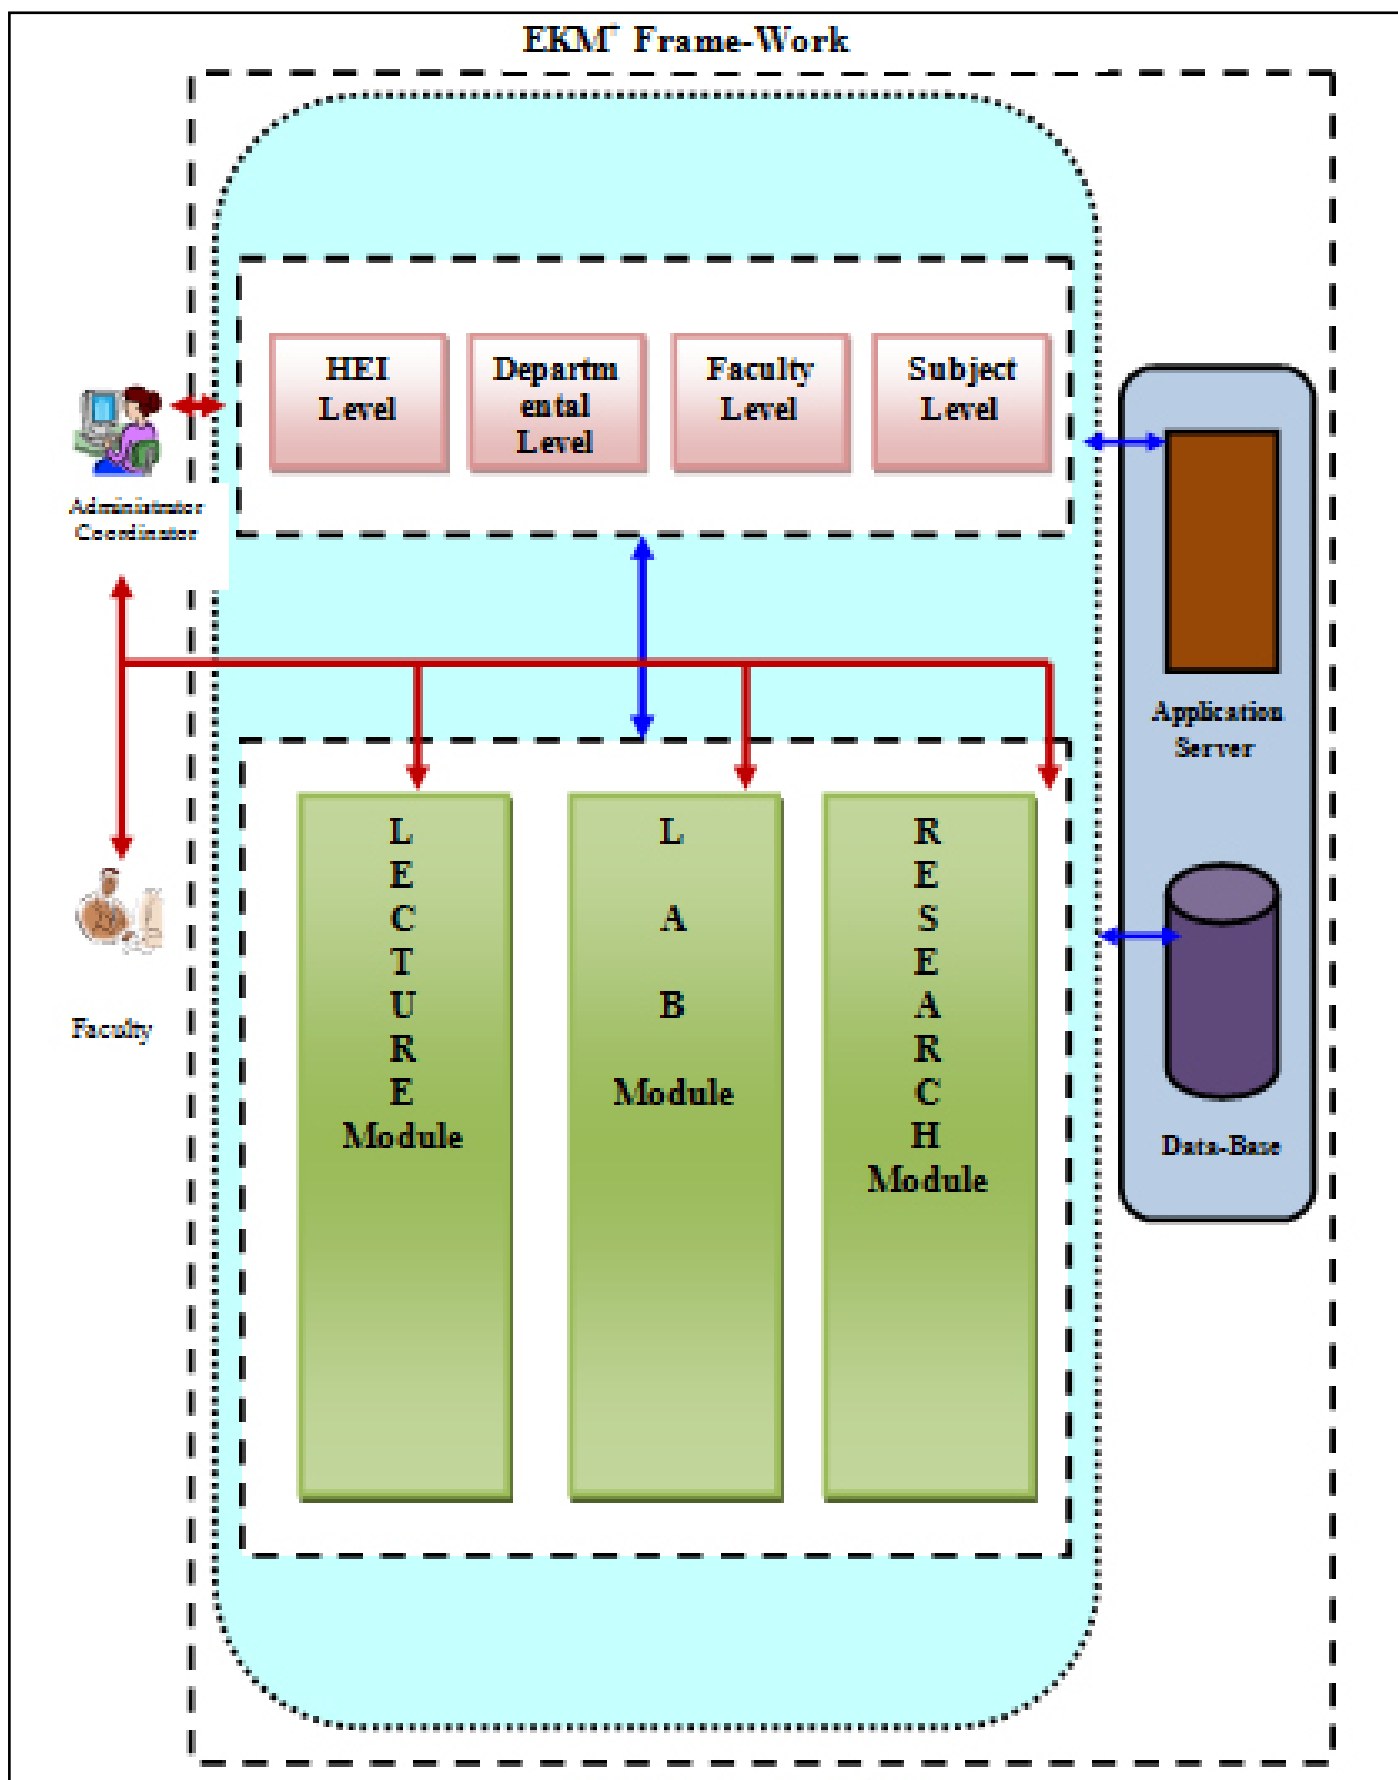 EKM⁺ Frame-Work
HEI
Level
Departm
ental
Level
Faculty
Level
Subject
Level
Administrator
Coordinator
Application
Server
L
E
C
T
U
R
E
Module
L
A
B
Module
R
E
S
E
A
R
C
H
Module
Faculty
Data-Base